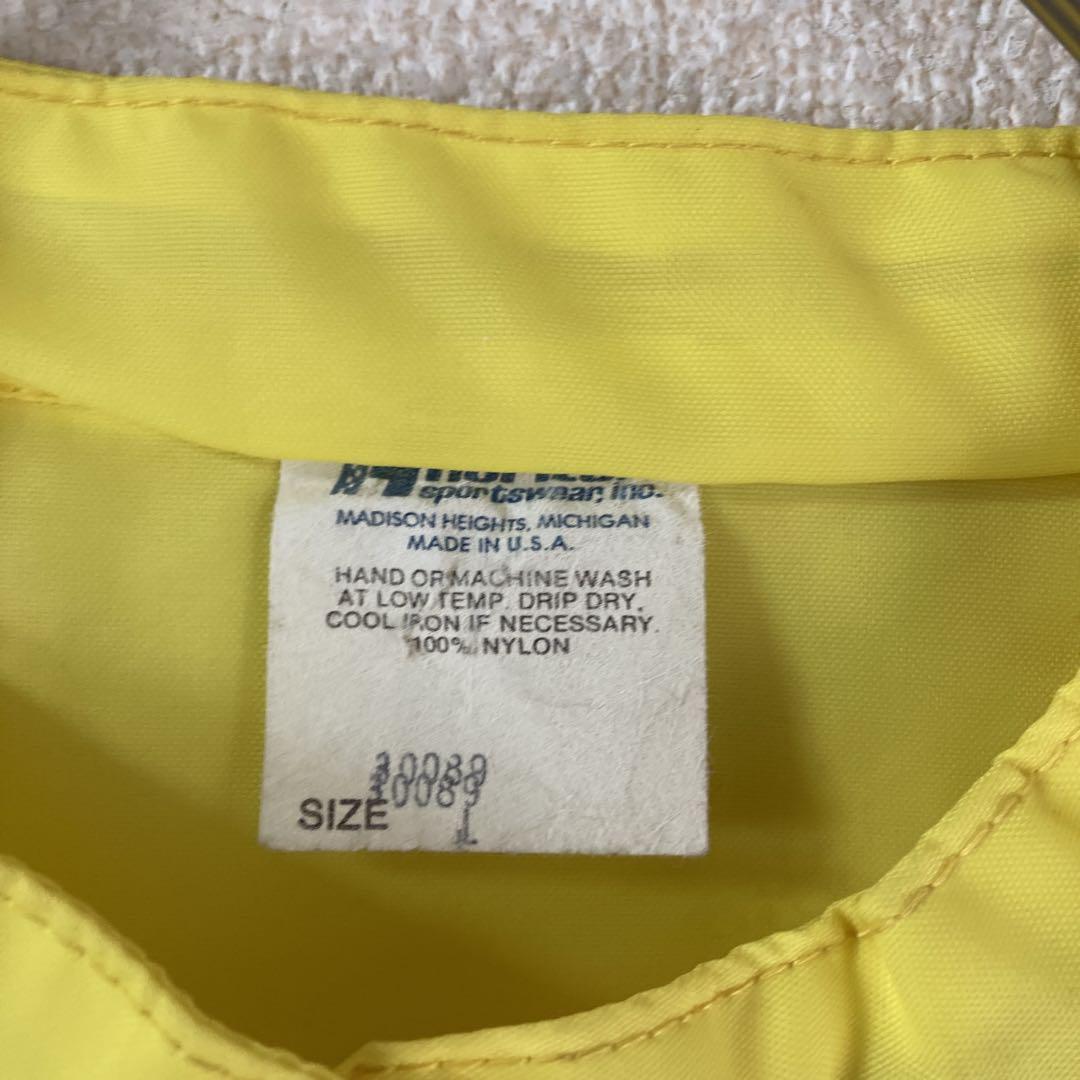 sportswear, inc.
MADISON HEIGHTS, MICHIGAN
MADE IN U.S.A.
HAND OR MACHINE WASH
AT LOW TEMP. DRIP DRY.
COOL IRON IF NECESSARY.
100% NYLON
SIZE L